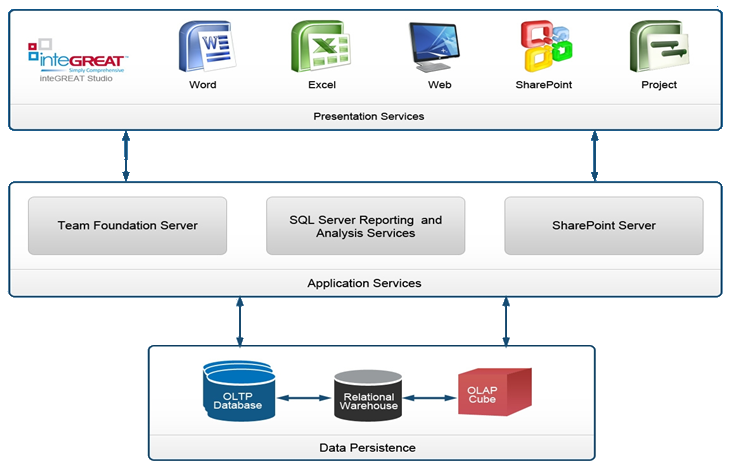 inteGREAT™
Simply Comprehensive
inteGREAT Studio
Word
Excel
Web
SharePoint
Project
Presentation Services
Team Foundation Server
SQL Server Reporting and
Analysis Services
SharePoint Server
Application Services
OLTP
Database
Relational
Warehouse
OLAP
Cube
Data Persistence